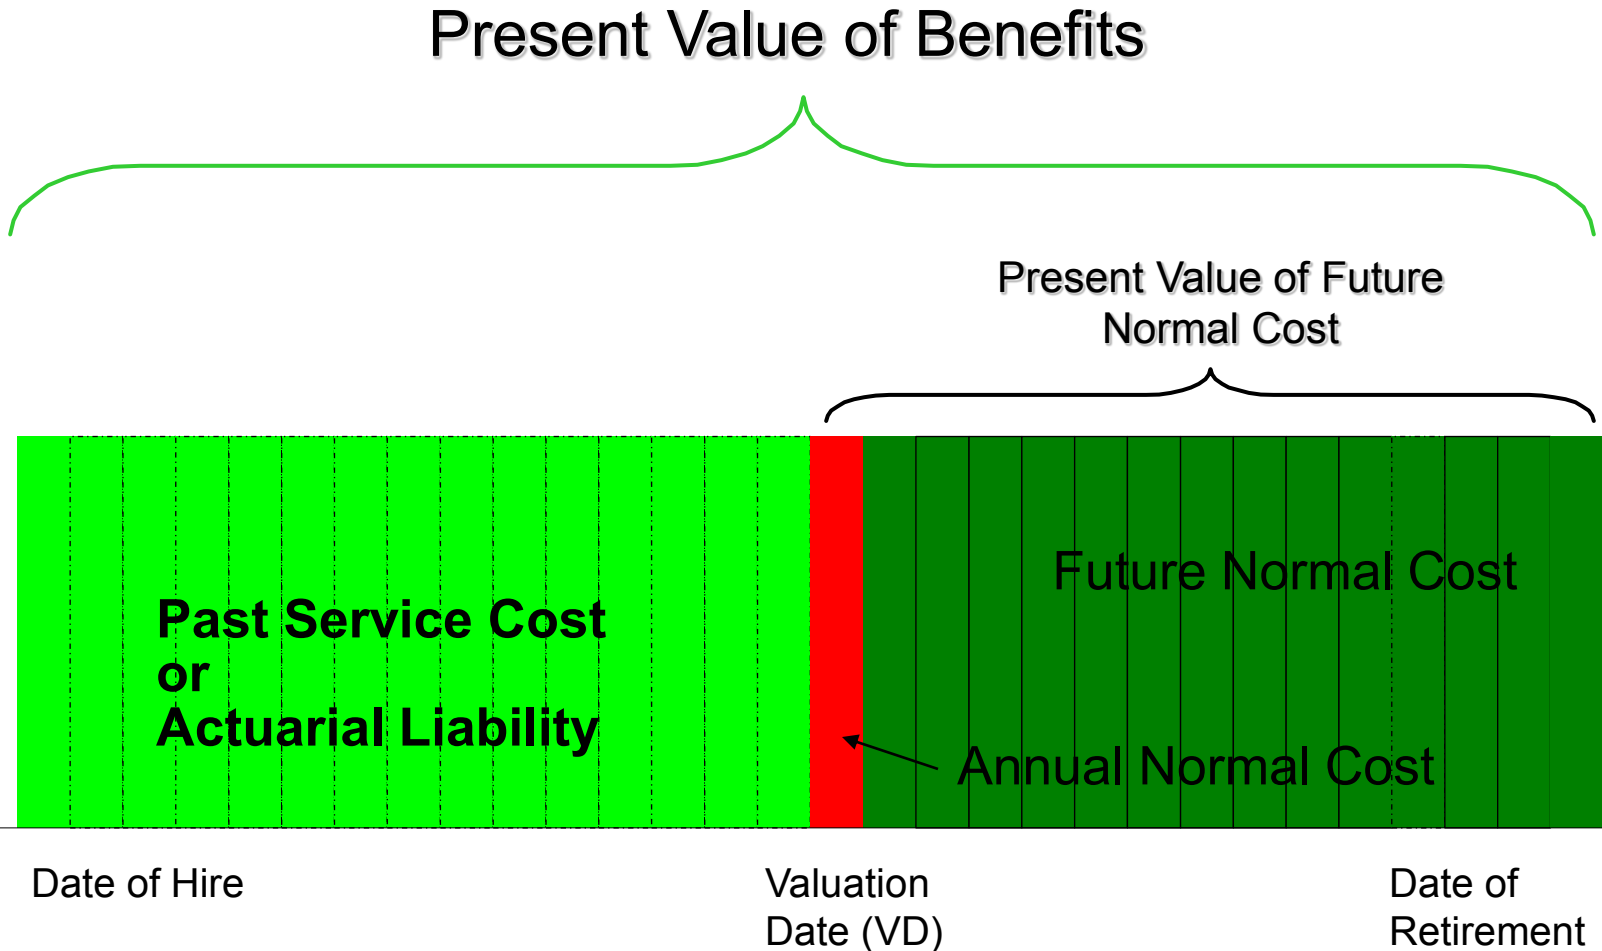 Present Value of Benefits
Present Value of Future
Normal Cost
Future Normal Cost
Past Service Cost
or
Actuarial Liability
Annual Normal Cost
Date of Hire
Valuation
Date (VD)
Date of
Retirement